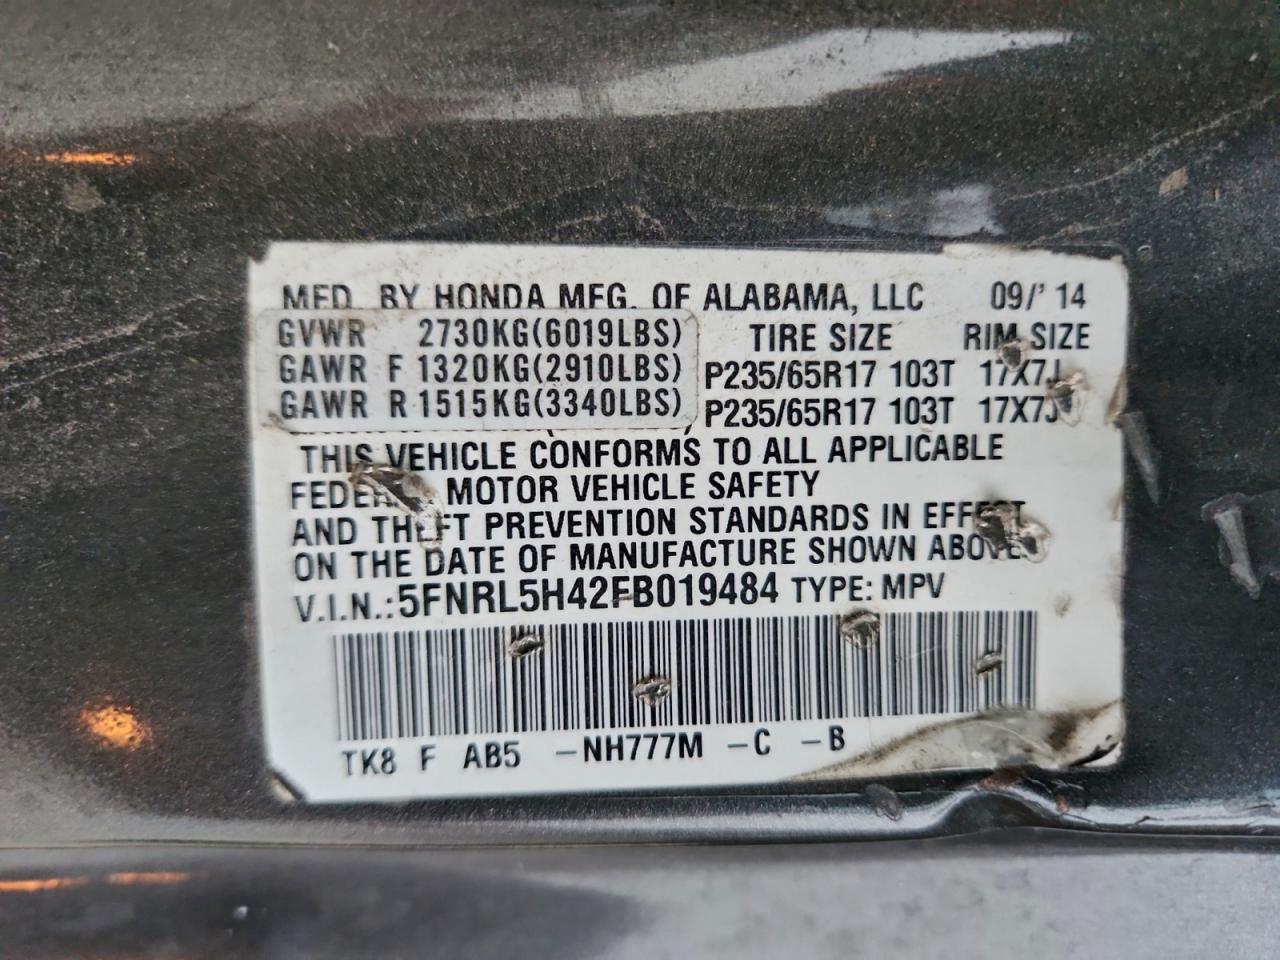 MFD. BY HONDA MFG. OF ALABAMA, LLC 09/'14
GVWR 2730KG(6019LBS) TIRE SIZE RIM SIZE
GAWR F 1320KG(2910LBS) P235/65R17 103T 17X7J
GAWR R 1515KG(3340LBS) P235/65R17 103T 17X7J
THIS VEHICLE CONFORMS TO ALL APPLICABLE
FEDERAL MOTOR VEHICLE SAFETY
AND THEFT PREVENTION STANDARDS IN EFFECT
ON THE DATE OF MANUFACTURE SHOWN ABOVE.
V.I.N.:5FNRL5H42FB019484 TYPE: MPV
TK8 F AB5 -NH777M -C -B